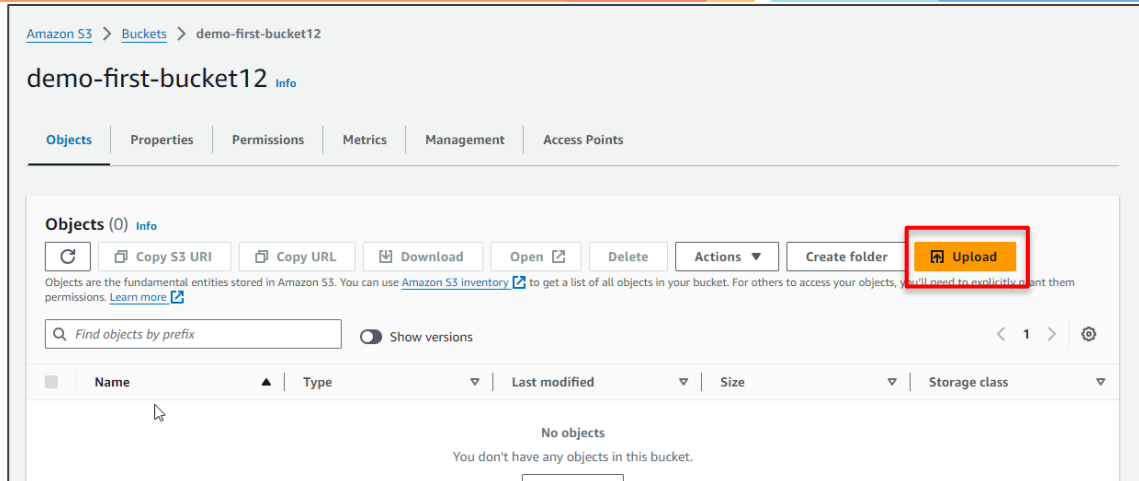 Amazon S3 > Buckets > demo-first-bucket12
demo-first-bucket12 Info
Objects Properties Permissions Metrics Management Access Points
Objects (0) Info
Copy S3 URI Copy URL Download Open Delete Actions ▼ Create folder Upload
Objects are the fundamental entities stored in Amazon S3. You can use Amazon S3 inventory to get a list of all objects in your bucket. For others to access your objects, you'll need to explicitly grant them
permissions. Learn more
Find objects by prefix Show versions < 1 >
Name Type Last modified Size Storage class
No objects
You don't have any objects in this bucket.